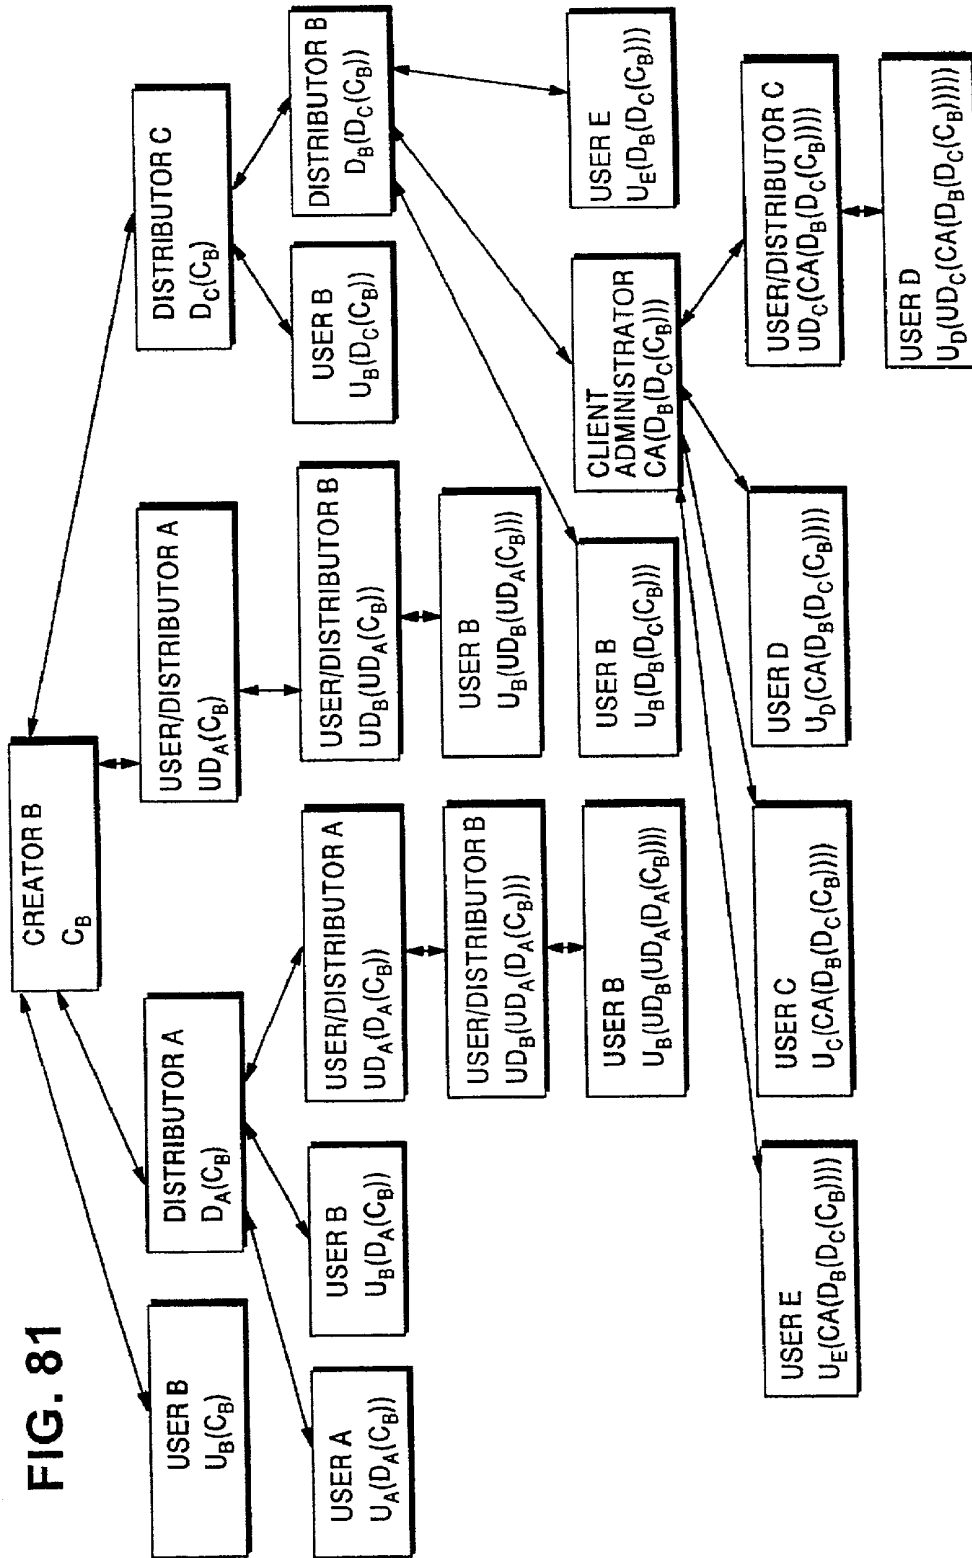 FIG. 81
CREATOR B
C_B
USER B
U_B(C_B)
DISTRIBUTOR A
D_A(C_B)
USER/DISTRIBUTOR A
UD_A(C_B)
DISTRIBUTOR C
D_C(C_B)
USER A
U_A(D_A(C_B))
USER B
U_B(D_A(C_B))
USER/DISTRIBUTOR A
UD_A(D_A(C_B))
USER/DISTRIBUTOR B
UD_B(UD_A(C_B))
USER B
U_B(D_C(C_B))
DISTRIBUTOR B
D_B(D_C(C_B))
USER/DISTRIBUTOR B
UD_B(UD_A(D_A(C_B)))
USER B
U_B(UD_B(UD_A(C_B)))
USER B
U_B(UD_B(UD_A(D_A(C_B))))
USER B
U_B(D_B(D_C(C_B)))
CLIENT
ADMINISTRATOR
CA(D_B(D_C(C_B)))
USER E
U_E(D_B(D_C(C_B)))
USER E
U_E(CA(D_B(D_C(C_B))))
USER C
U_C(CA(D_B(D_C(C_B))))
USER D
U_D(CA(D_B(D_C(C_B))))
USER/DISTRIBUTOR C
UD_C(CA(D_B(D_C(C_B))))
USER D
U_D(UD_C(CA(D_B(D_C(C_B)))))